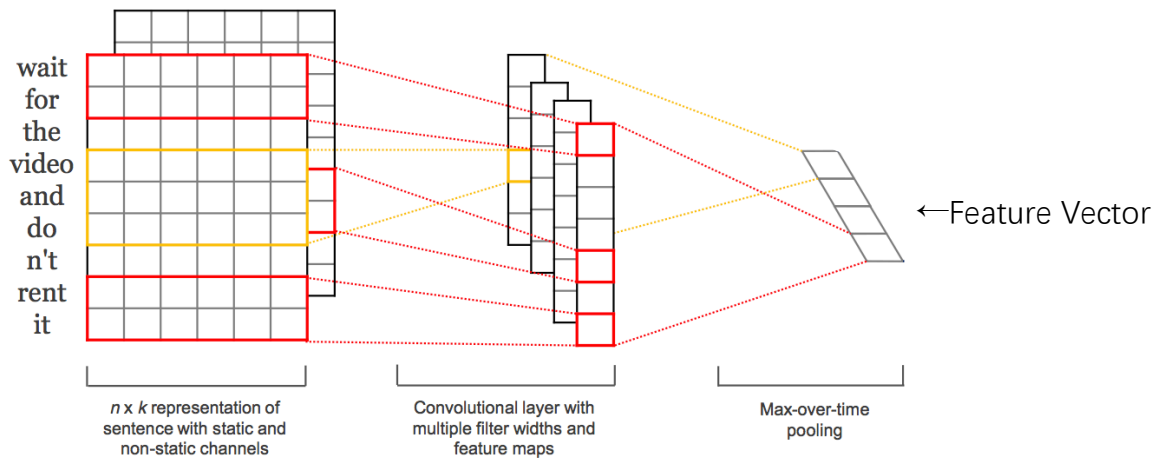 wait
for
the
video
and
do
n't
rent
it
←Feature Vector
n x k representation of
sentence with static and
non-static channels
Convolutional layer with
multiple filter widths and
feature maps
Max-over-time
pooling